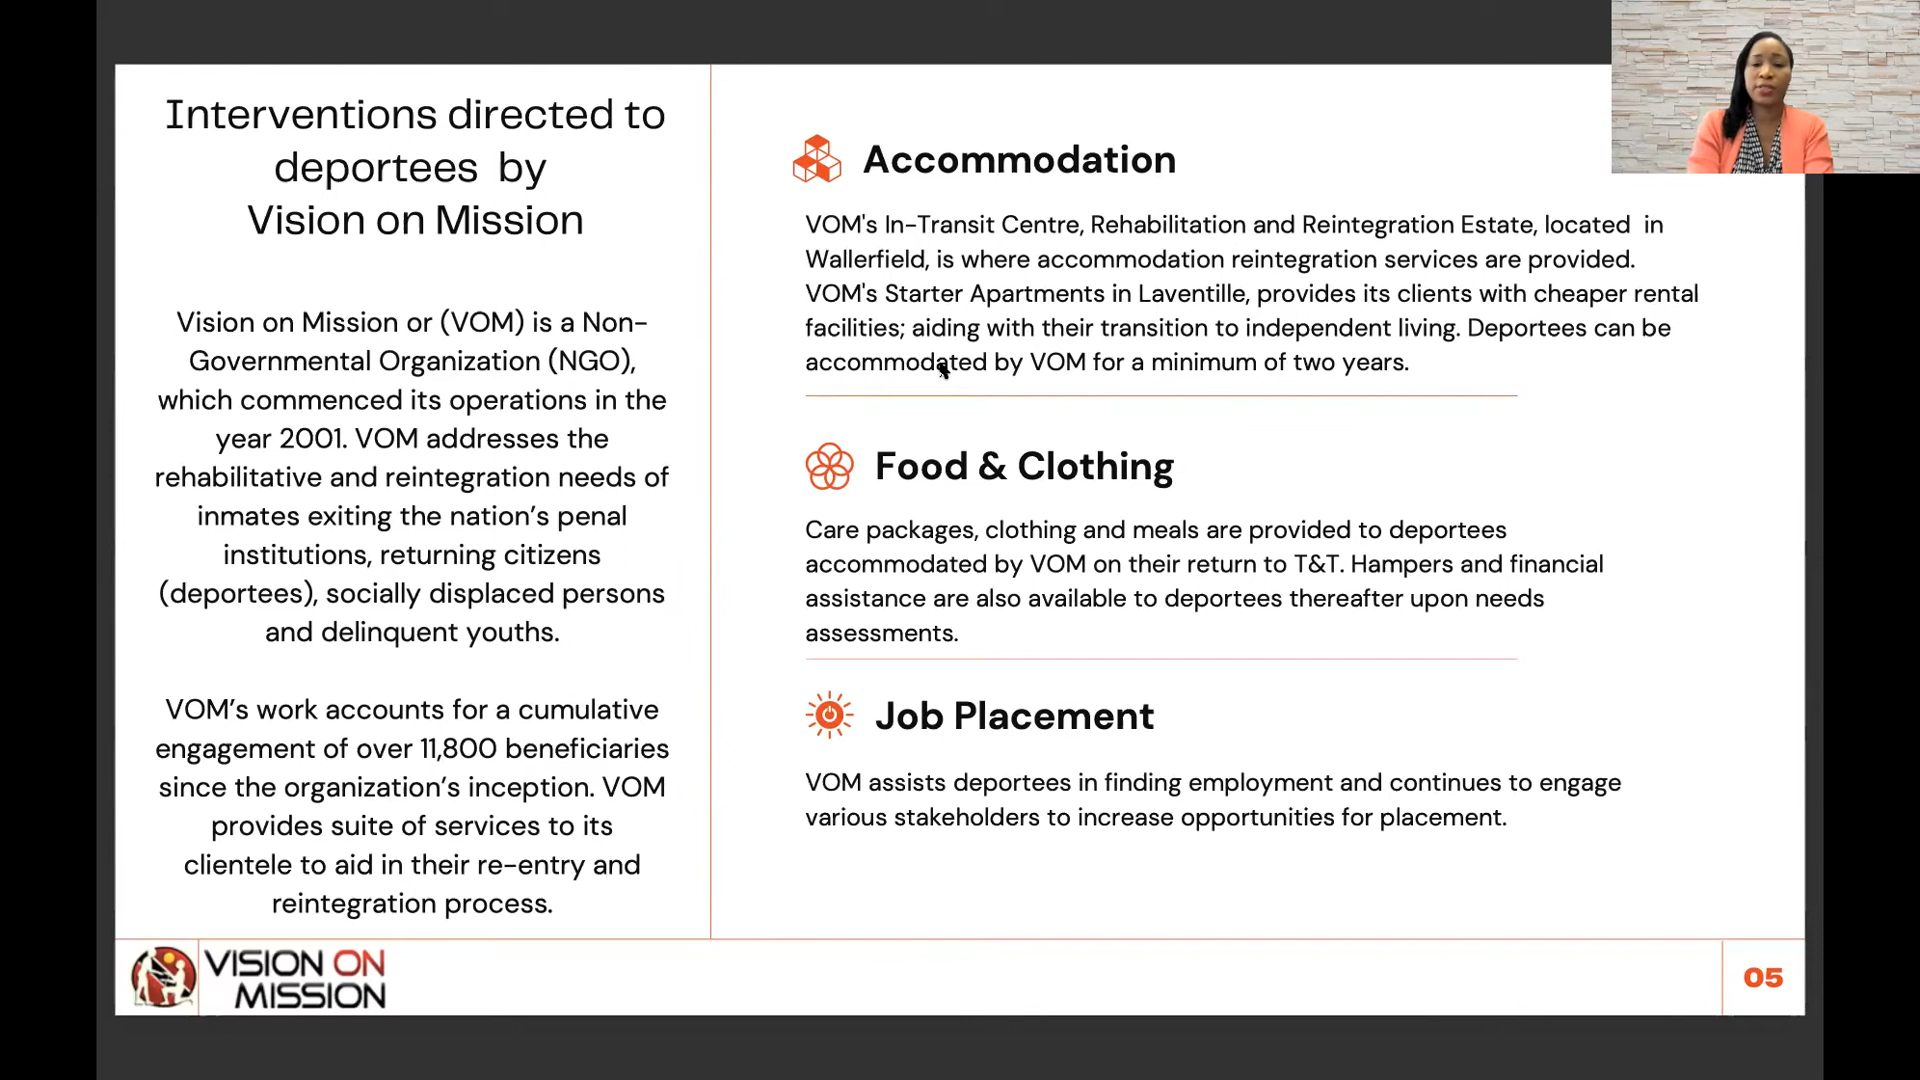 Interventions directed to
deportees by
Vision on Mission
Vision on Mission or (VOM) is a Non-
Governmental Organization (NGO),
which commenced its operations in the
year 2001. VOM addresses the
rehabilitative and reintegration needs of
inmates exiting the nation’s penal
institutions, returning citizens
(deportees), socially displaced persons
and delinquent youths.
VOM’s work accounts for a cumulative
engagement of over 11,800 beneficiaries
since the organization’s inception. VOM
provides suite of services to its
clientele to aid in their re-entry and
reintegration process.
Accommodation
VOM's In-Transit Centre, Rehabilitation and Reintegration Estate, located in
Wallerfield, is where accommodation reintegration services are provided.
VOM's Starter Apartments in Laventille, provides its clients with cheaper rental
facilities; aiding with their transition to independent living. Deportees can be
accommodated by VOM for a minimum of two years.
Food & Clothing
Care packages, clothing and meals are provided to deportees
accommodated by VOM on their return to T&T. Hampers and financial
assistance are also available to deportees thereafter upon needs
assessments.
Job Placement
VOM assists deportees in finding employment and continues to engage
various stakeholders to increase opportunities for placement.
VISION ON
MISSION
05